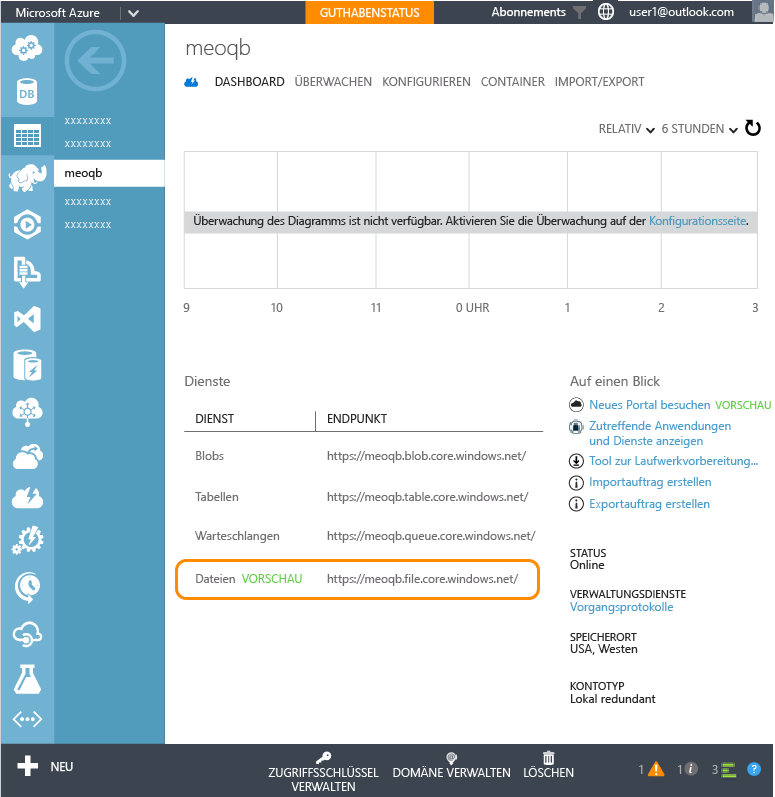 Microsoft Azure
GUTHABENSTATUS
Abonnements
user1@outlook.com
DB
xxxxxxxx
xxxxxxxx
meoqb
xxxxxxxx
xxxxxxxx
meoqb
DASHBOARD ÜBERWACHEN KONFIGURIEREN CONTAINER IMPORT/EXPORT
RELATIV 6 STUNDEN
Überwachung des Diagramms ist nicht verfügbar. Aktivieren Sie die Überwachung auf der Konfigurationsseite.
9 10 11 0 UHR 1 2 3
Dienste
DIENST ENDPUNKT
Blobs https://meoqb.blob.core.windows.net/
Tabellen https://meoqb.table.core.windows.net/
Warteschlangen https://meoqb.queue.core.windows.net/
Dateien VORSCHAU https://meoqb.file.core.windows.net/
Auf einen Blick
Neues Portal besuchen VORSCHAU
Zutreffende Anwendungen
und Dienste anzeigen
Tool zur Laufwerkvorbereitung...
Importauftrag erstellen
Exportauftrag erstellen
STATUS
Online
VERWALTUNGSDIENSTE
Vorgangsprotokolle
SPEICHERORT
USA, Westen
KONTOTYP
Lokal redundant
NEU
ZUGRIFFSSCHLÜSSEL
VERWALTEN
DOMÄNE VERWALTEN
LÖSCHEN
1 1 3 ?